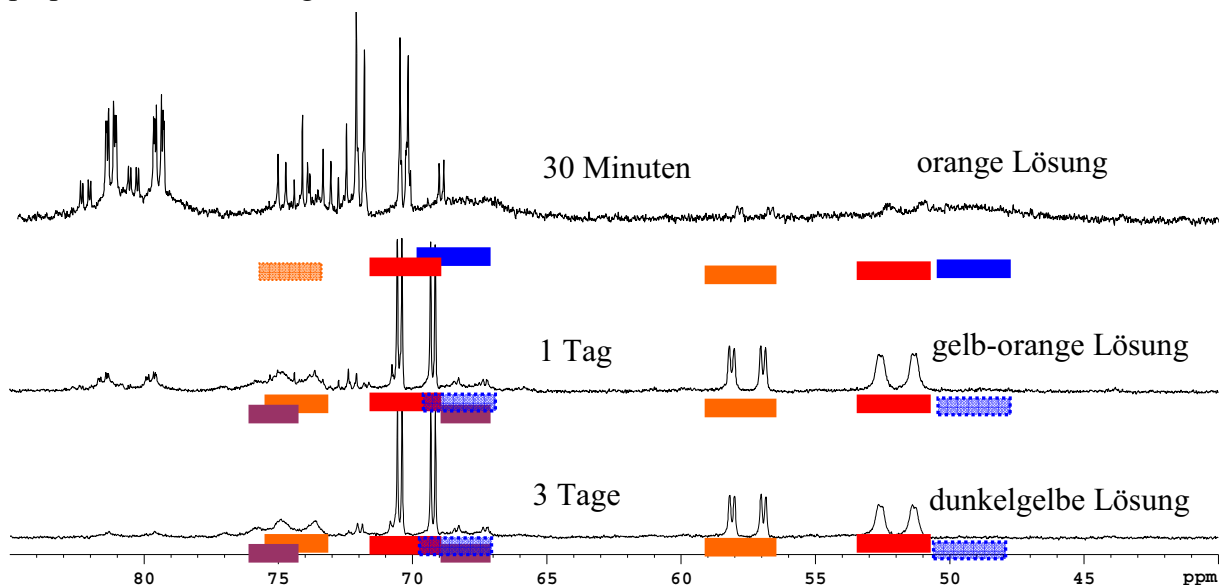 30 Minuten
orange Lösung
1 Tag
gelb-orange Lösung
3 Tage
dunkelgelbe Lösung
80 75 70 65 60 55 50 45 ppm